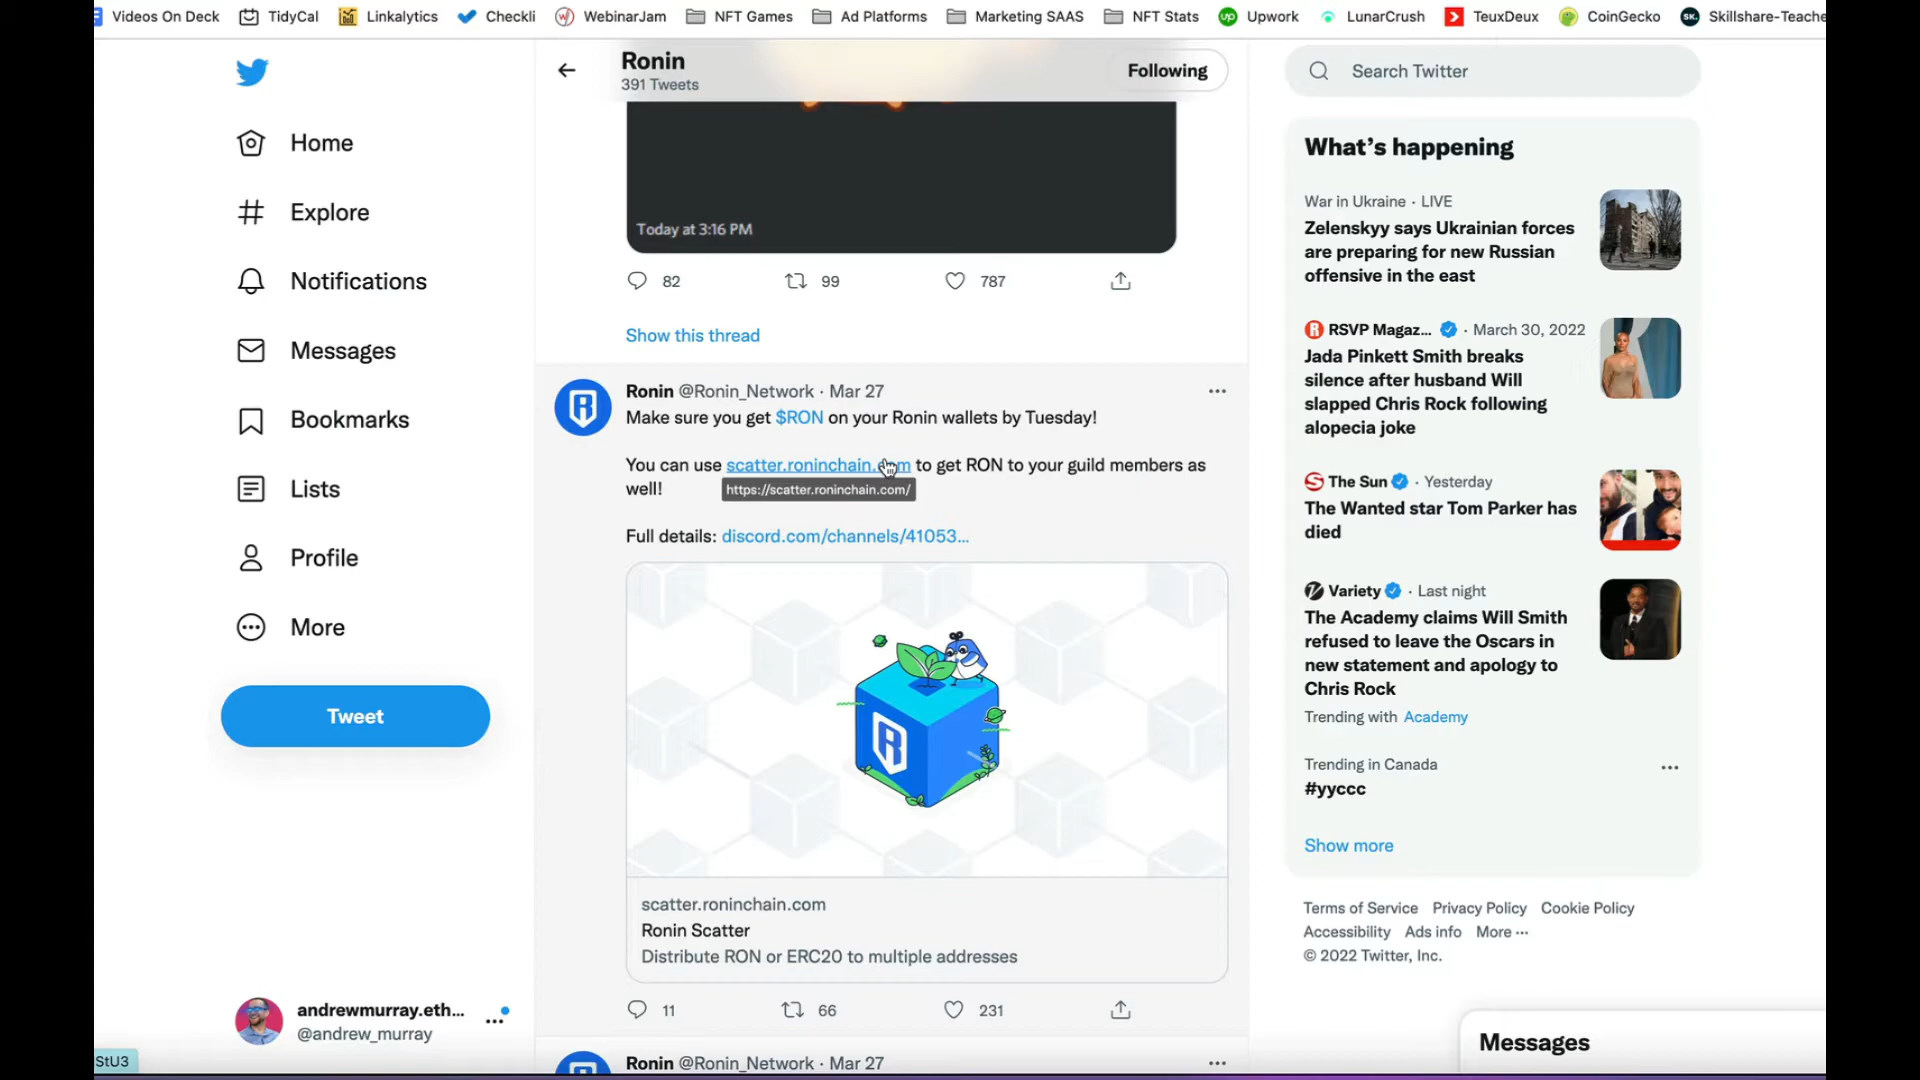 Videos On Deck
TidyCal
Linkalytics
Checkli
WebinarJam
NFT Games
Ad Platforms
Marketing SAAS
NFT Stats
Upwork
LunarCrush
TeuxDeux
CoinGecko
Skillshare-Teache
Home
Explore
Notifications
Messages
Bookmarks
Lists
Profile
More
Tweet
andrewmurray.eth...
@andrew_murray
StU3
Ronin
391 Tweets
Following
Today at 3:16 PM
82
99
787
Show this thread
Ronin @Ronin_Network · Mar 27
Make sure you get $RON on your Ronin wallets by Tuesday!
You can use scatter.roninchain.com to get RON to your guild members as
well!
https://scatter.roninchain.com/
Full details: discord.com/channels/41053...
scatter.roninchain.com
Ronin Scatter
Distribute RON or ERC20 to multiple addresses
11
66
231
Ronin @Ronin_Network · Mar 27
Search Twitter
What's happening
War in Ukraine · LIVE
Zelenskyy says Ukrainian forces
are preparing for new Russian
offensive in the east
RSVP Magaz... · March 30, 2022
Jada Pinkett Smith breaks
silence after husband Will
slapped Chris Rock following
alopecia joke
The Sun · Yesterday
The Wanted star Tom Parker has
died
Variety · Last night
The Academy claims Will Smith
refused to leave the Oscars in
new statement and apology to
Chris Rock
Trending with Academy
Trending in Canada
#yyccc
Show more
Terms of Service Privacy Policy Cookie Policy
Accessibility Ads info More ···
© 2022 Twitter, Inc.
Messages